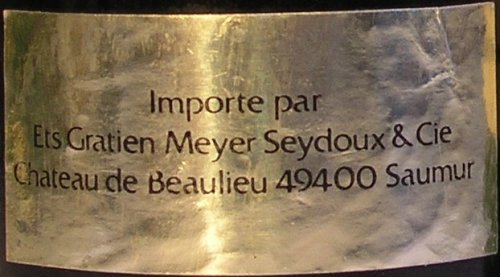 Importe par
Ets Gratien Meyer Seydoux & Cie
Chateau de Beaulieu 49400 Saumur